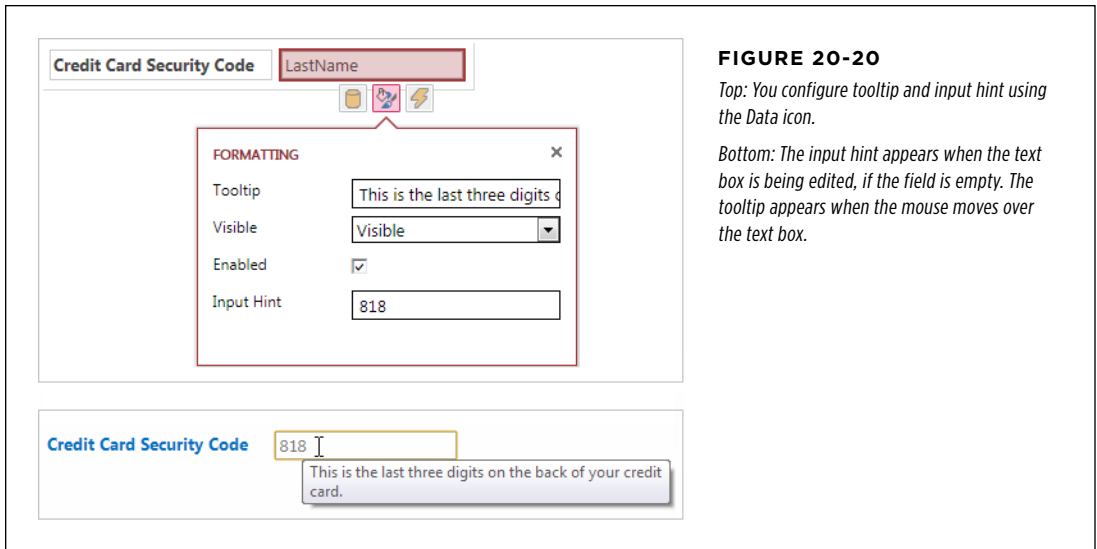 Credit Card Security Code
LastName
FORMATTING
Tooltip
This is the last three digits
Visible
Visible
Enabled
Input Hint
818
Credit Card Security Code
818
This is the last three digits on the back of your credit
card.
FIGURE 20-20
Top: You configure tooltip and input hint using
the Data icon.
Bottom: The input hint appears when the text
box is being edited, if the field is empty. The
tooltip appears when the mouse moves over
the text box.